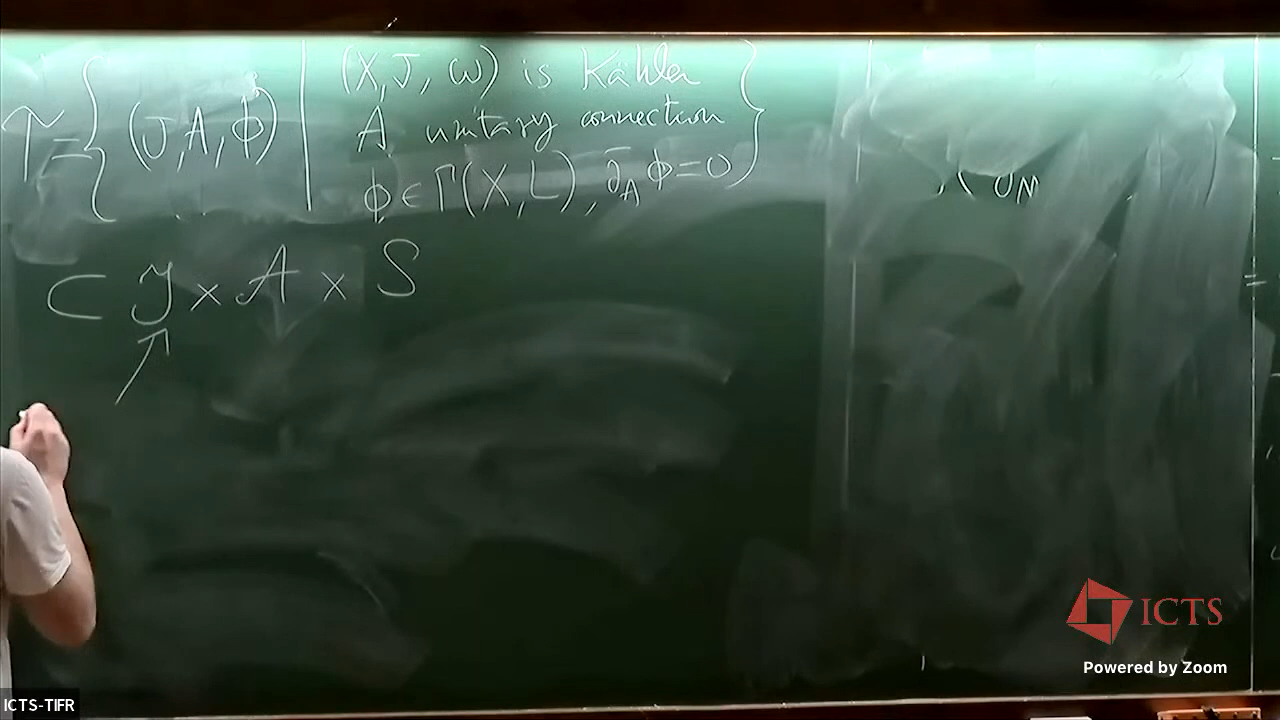 𝒯 = { (J, A, ϕ) | (X, J, ω) is Kähler
A unitary connection
ϕ ∈ Γ(X, L), ∂̄_A ϕ = 0 }
⊂ 𝒥 × 𝒜 × S
ICTS
Powered by Zoom
ICTS-TIFR